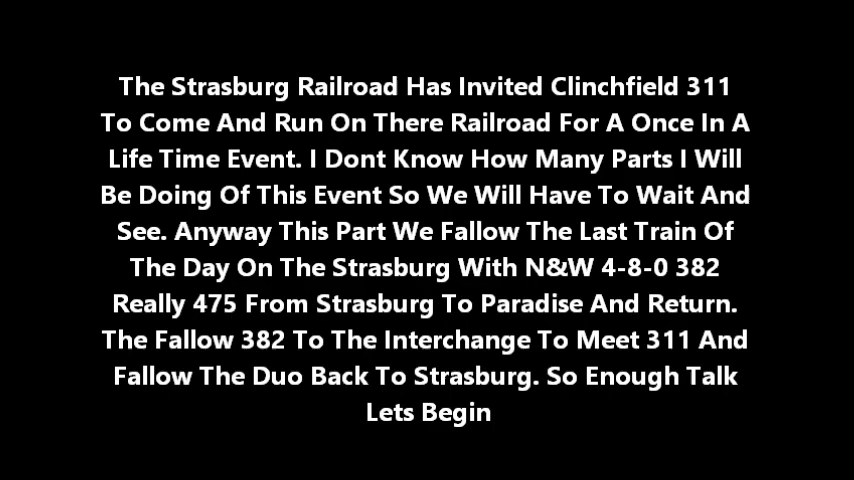 The Strasburg Railroad Has Invited Clinchfield 311
To Come And Run On There Railroad For A Once In A
Life Time Event. I Dont Know How Many Parts I Will
Be Doing Of This Event So We Will Have To Wait And
See. Anyway This Part We Fallow The Last Train Of
The Day On The Strasburg With N&W 4-8-0 382
Really 475 From Strasburg To Paradise And Return.
The Fallow 382 To The Interchange To Meet 311 And
Fallow The Duo Back To Strasburg. So Enough Talk
Lets Begin